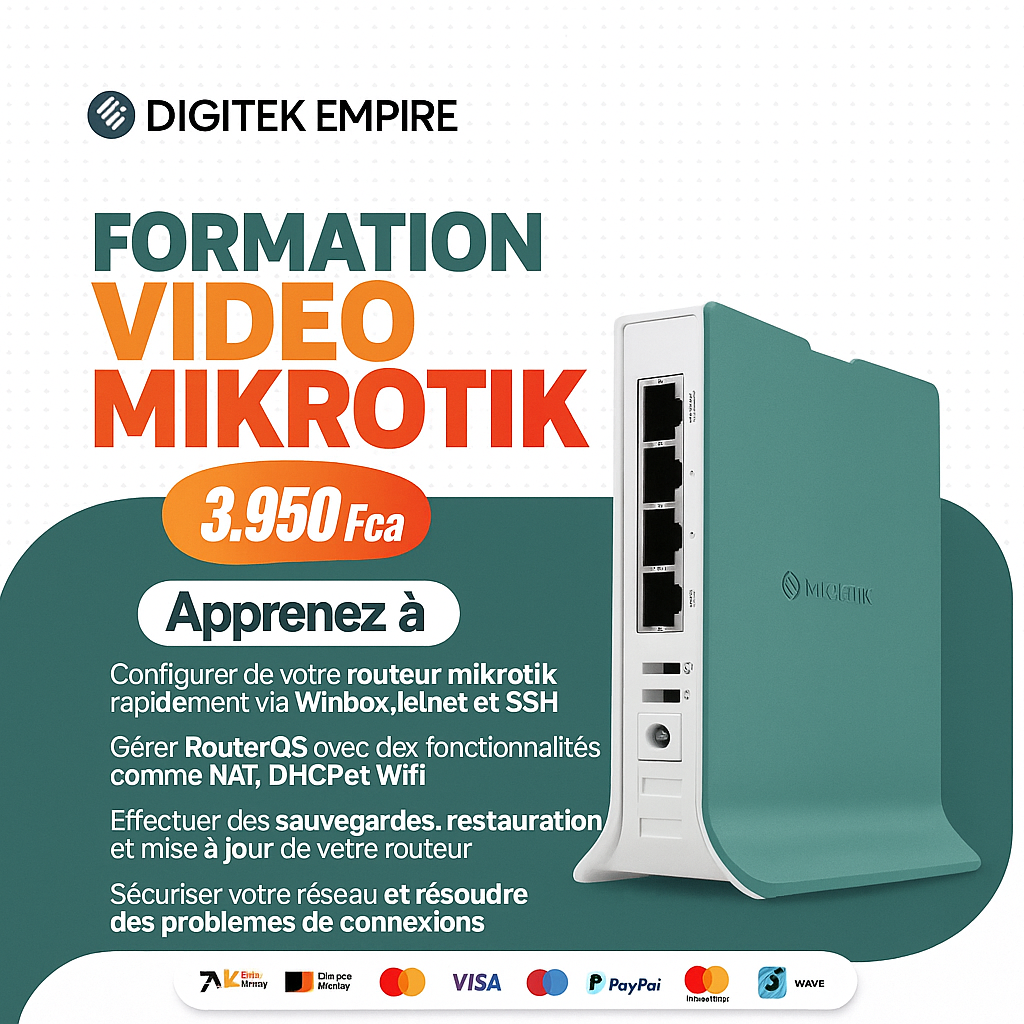 DIGITEK EMPIRE
FORMATION
VIDEO
MIKROTIK
3.950 Fca
Apprenez à
Configurer de votre routeur mikrotik
rapidement via Winbox,lelnet et SSH
Gérer RouterQS ovec dex fonctionnalités
comme NAT, DHCPet Wifi
Effectuer des sauvegardes. restauration
et mise à jour de vetre routeur
Sécuriser votre réseau et résoudre
des problemes de connexions
VISA
PayPai
WAVE